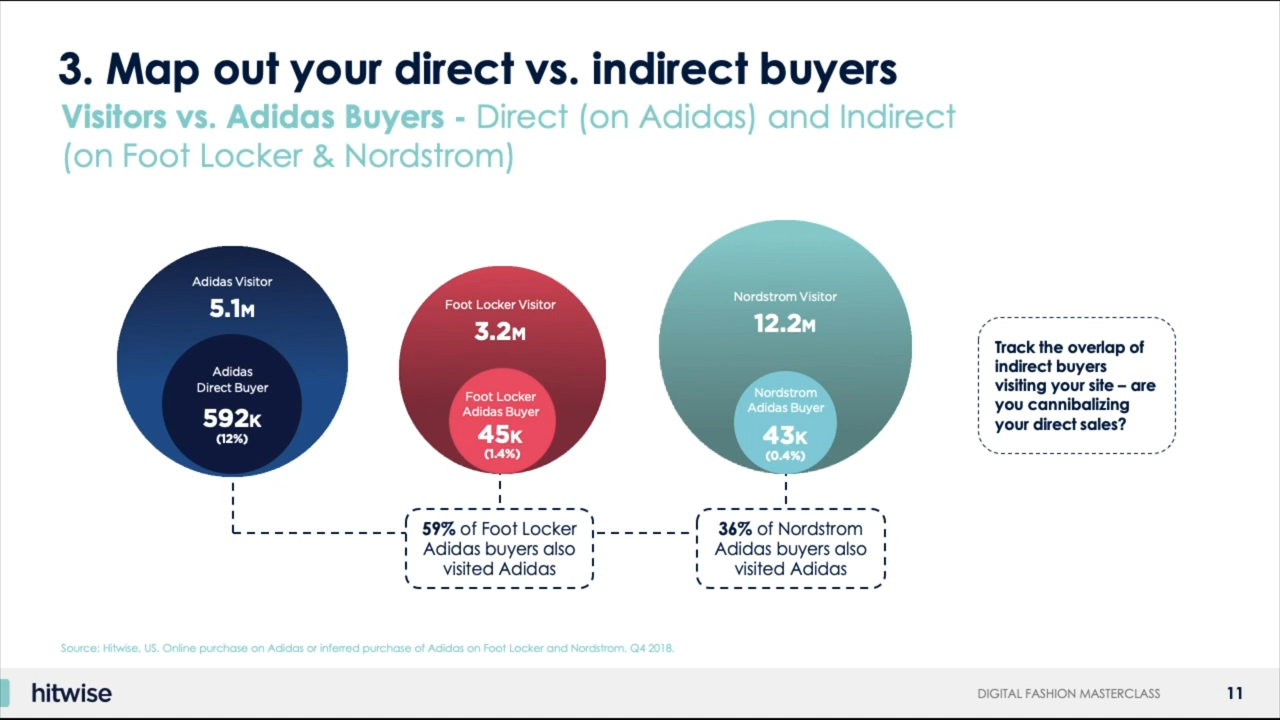 3. Map out your direct vs. indirect buyers
Visitors vs. Adidas Buyers - Direct (on Adidas) and Indirect
(on Foot Locker & Nordstrom)
Adidas Visitor
5.1M
Adidas
Direct Buyer
592K
(12%)
Foot Locker Visitor
3.2M
Foot Locker
Adidas Buyer
45K
(1.4%)
Nordstrom Visitor
12.2M
Nordstrom
Adidas Buyer
43K
(0.4%)
Track the overlap of
indirect buyers
visiting your site – are
you cannibalizing
your direct sales?
59% of Foot Locker
Adidas buyers also
visited Adidas
36% of Nordstrom
Adidas buyers also
visited Adidas
Source: Hitwise, US. Online purchase on Adidas or inferred purchase of Adidas on Foot Locker and Nordstrom. Q4 2018.
hitwise
DIGITAL FASHION MASTERCLASS
11